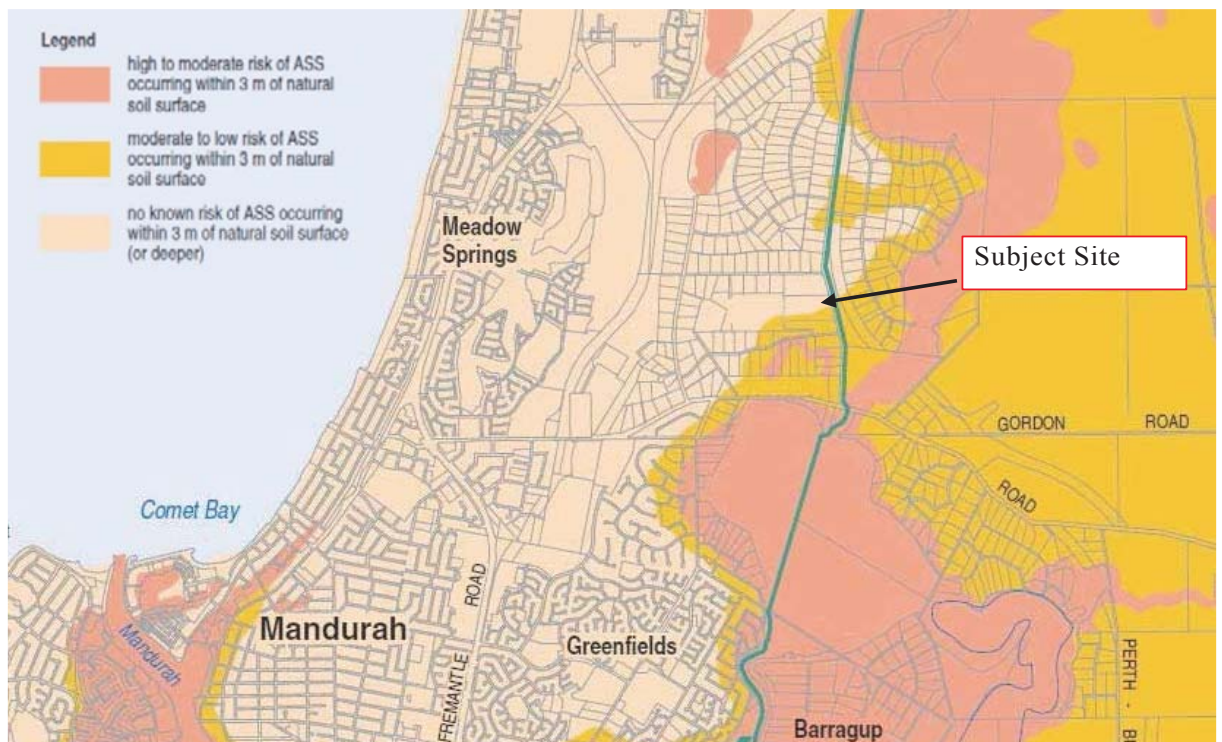 Legend
high to moderate risk of ASS
occurring within 3 m of natural
soil surface
moderate to low risk of ASS
occurring within 3 m of natural
soil surface
no known risk of ASS occurring
within 3 m of natural soil surface
(or deeper)
Meadow
Springs
Subject Site
GORDON ROAD
ROAD
Comet Bay
ROAD
Mandurah
Mandurah
Greenfields
FREMANTLE
PERTH -
Barragup